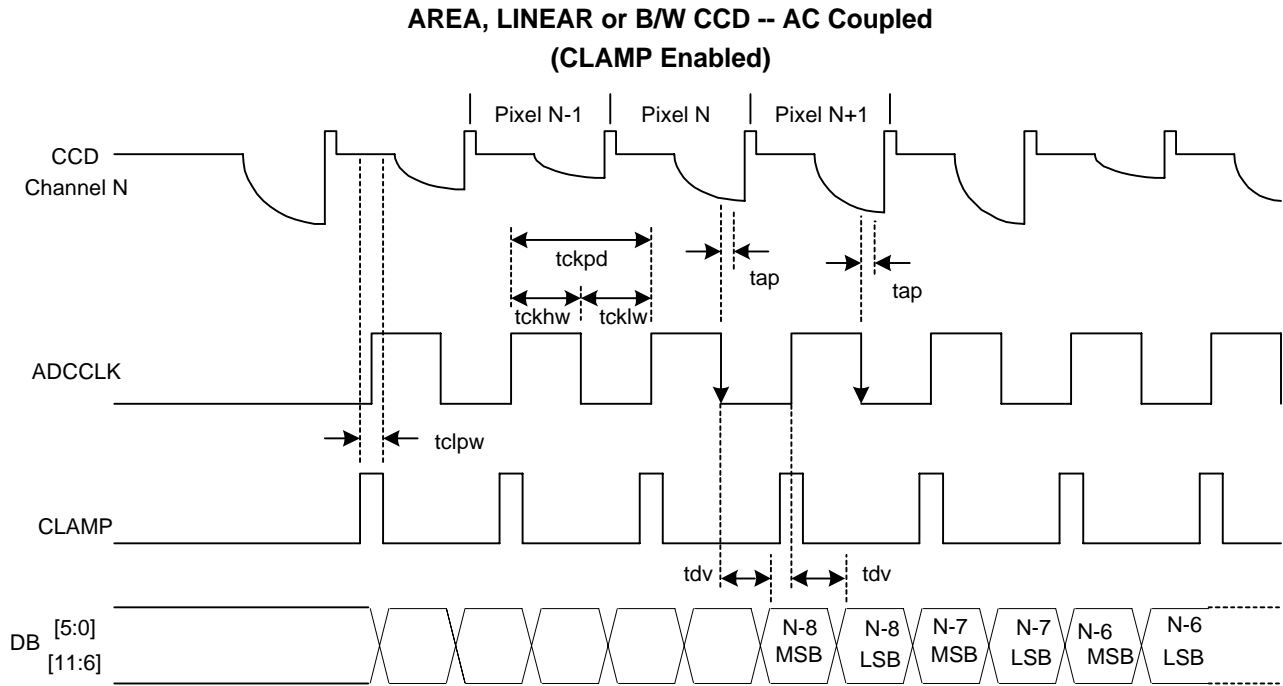 AREA, LINEAR or B/W CCD -- AC Coupled
(CLAMP Enabled)
Pixel N-1
Pixel N
Pixel N+1
CCD
Channel N
tckpd
tap
tap
tckhw
tcklw
ADCCLK
tclpw
CLAMP
tdv
tdv
DB
[5:0]
[11:6]
N-8
MSB
N-8
LSB
N-7
MSB
N-7
LSB
N-6
MSB
N-6
LSB